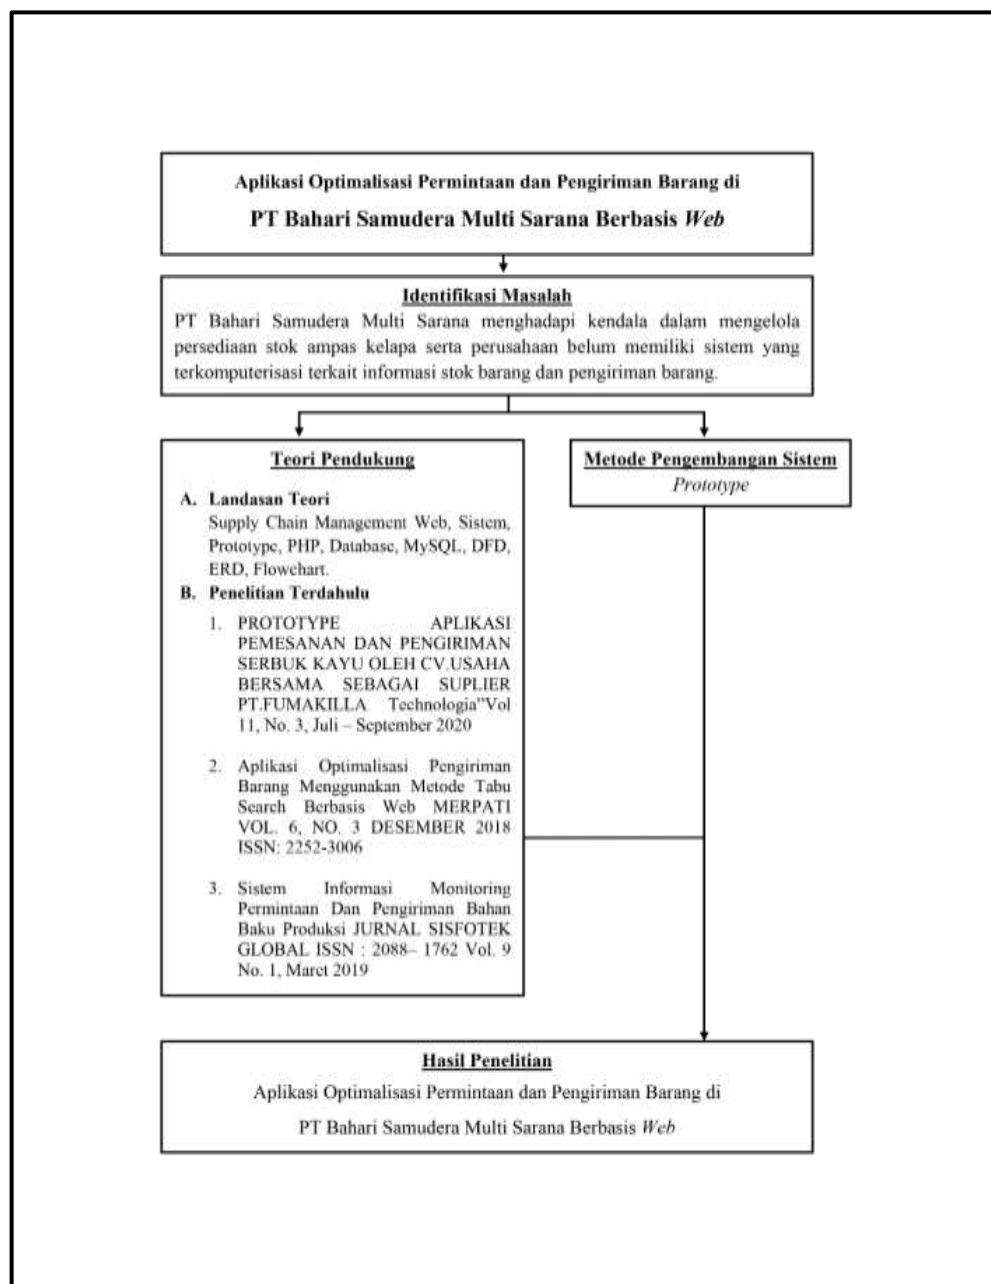 Aplikasi Optimalisasi Permintaan dan Pengiriman Barang di
PT Bahari Samudera Multi Sarana Berbasis Web
Identifikasi Masalah
PT Bahari Samudera Multi Sarana menghadapi kendala dalam mengelola
persediaan stok ampas kelapa serta perusahaan belum memiliki sistem yang
terkomputerisasi terkait informasi stok barang dan pengiriman barang.
Teori Pendukung
A. Landasan Teori
Supply Chain Management Web, Sistem,
Prototype, PHP, Database, MySQL, DFD,
ERD, Flowchart.
B. Penelitian Terdahulu
1. PROTOTYPE APLIKASI
PEMESANAN DAN PENGIRIMAN
SERBUK KAYU OLEH CV.USAHA
BERSAMA SEBAGAI SUPLIER
PT.FUMAKILLA Technologia"Vol
11, No. 3, Juli – September 2020
2. Aplikasi Optimalisasi Pengiriman
Barang Menggunakan Metode Tabu
Search Berbasis Web MERPATI
VOL. 6, NO. 3 DESEMBER 2018
ISSN: 2252-3006
3. Sistem Informasi Monitoring
Permintaan Dan Pengiriman Bahan
Baku Produksi JURNAL SISFOTEK
GLOBAL ISSN : 2088– 1762 Vol. 9
No. 1, Maret 2019
Metode Pengembangan Sistem
Prototype
Hasil Penelitian
Aplikasi Optimalisasi Permintaan dan Pengiriman Barang di
PT Bahari Samudera Multi Sarana Berbasis Web